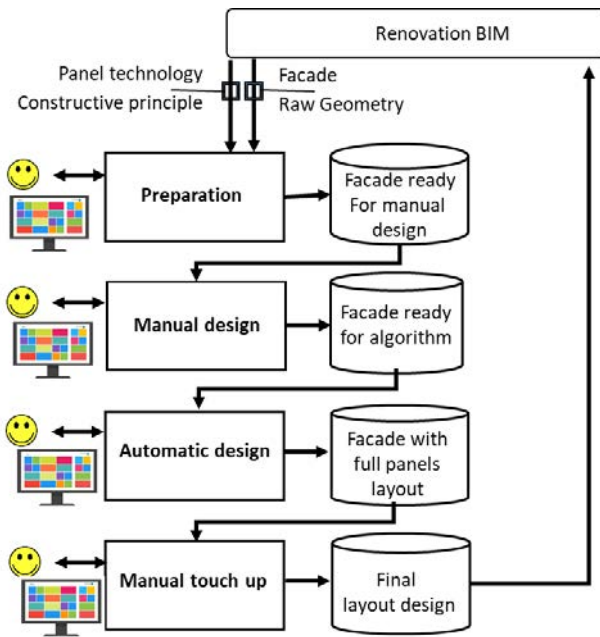 Renovation BIM
Panel technology
Constructive principle
Facade
Raw Geometry
Preparation
Facade ready
For manual
design
Manual design
Facade ready
for algorithm
Automatic design
Facade with
full panels
layout
Manual touch up
Final
layout design